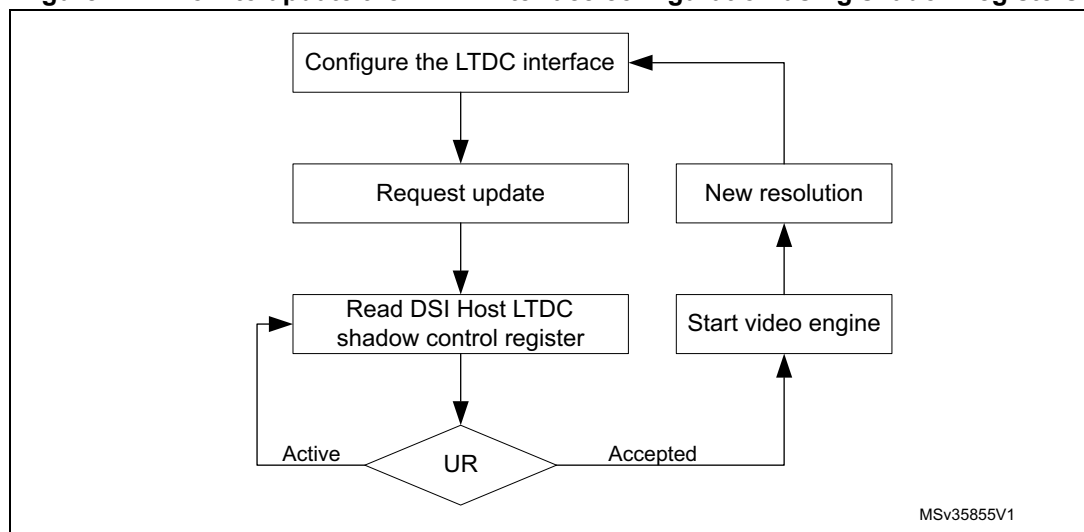 Configure the LTDC interface
Request update
New resolution
Read DSI Host LTDC
shadow control register
Start video engine
Active
UR
Accepted
MSv35855V1